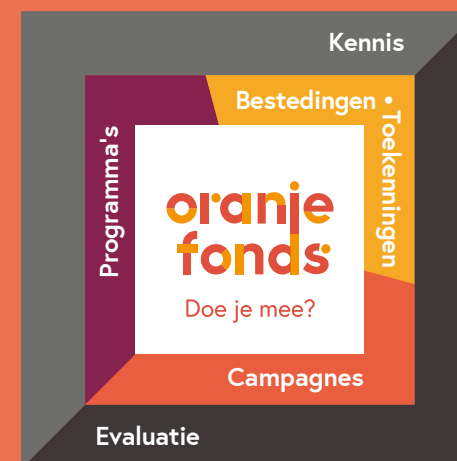 Kennis
Bestedingen •
Toekenningen
Programma's
oranje
fonds
Doe je mee?
Campagnes
Evaluatie